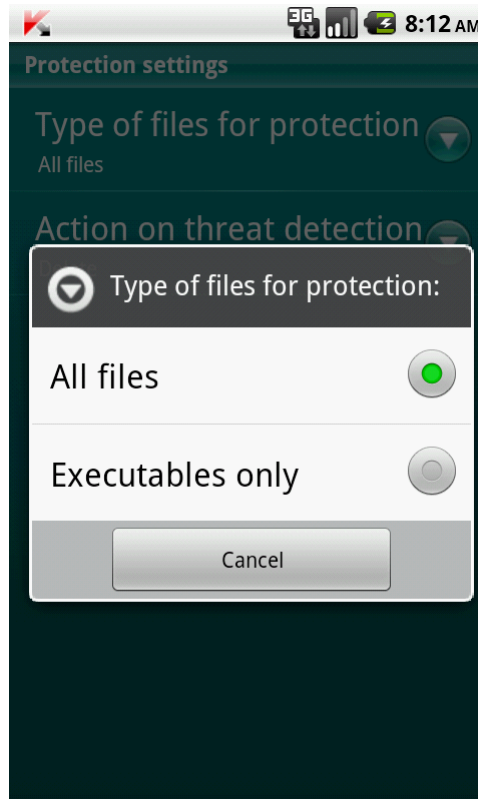 3G 8:12 AM
Protection settings
Type of files for protection
All files
Action on threat detection
Type of files for protection:
All files
Executables only
Cancel